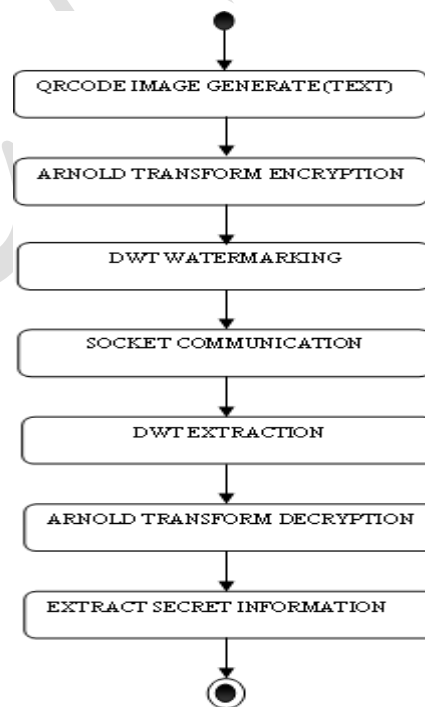 QRCODE IMAGE GENERATE (TEXT)
ARNOLD TRANSFORM ENCRYPTION
DWT WATERMARKING
SOCKET COMMUNICATION
DWT EXTRACTION
ARNOLD TRANSFORM DECRYPTION
EXTRACT SECRET INFORMATION